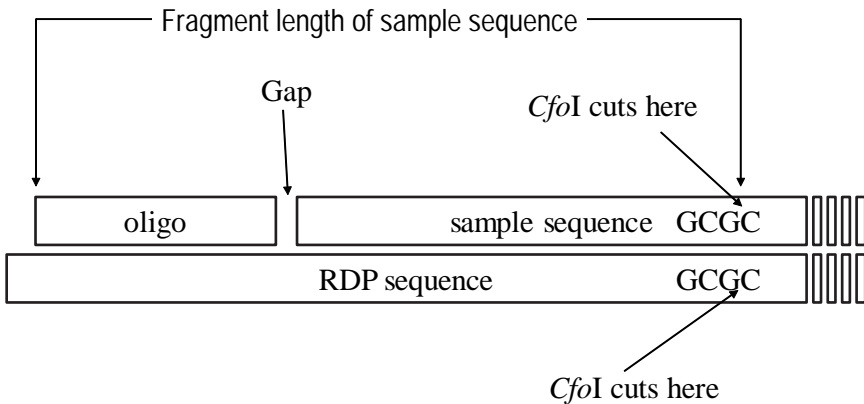 Fragment length of sample sequence
Gap
CfoI cuts here
oligo
sample sequence GCGC
RDP sequence GCGC
CfoI cuts here